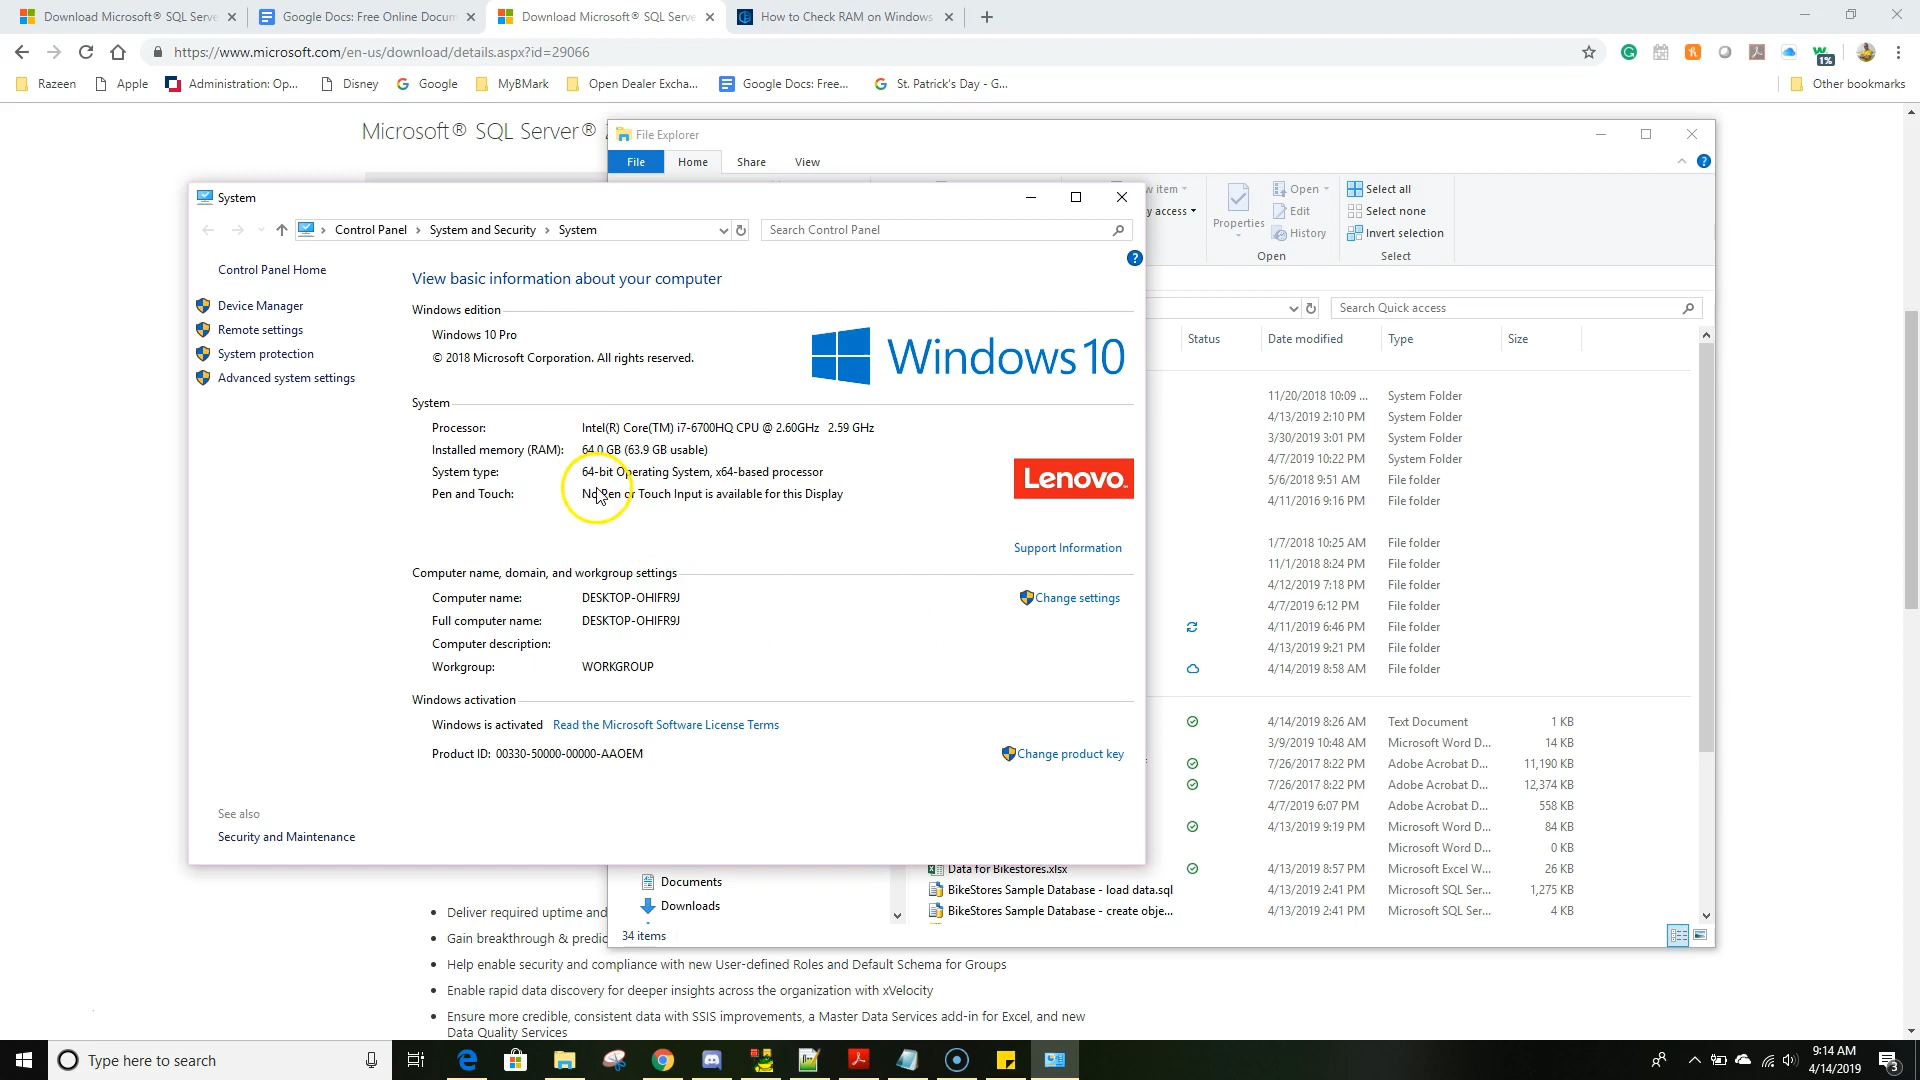 Download Microsoft® SQL Serve
Google Docs: Free Online Docum
Download Microsoft® SQL Serve
How to Check RAM on Windows
https://www.microsoft.com/en-us/download/details.aspx?id=29066
1%
Razeen
Apple
Administration: Op...
Disney
Google
MyBMark
Open Dealer Excha...
Google Docs: Free...
St. Patrick's Day - G...
Other bookmarks
Microsoft® SQL Server®
File Explorer
File
Home
Share
View
w item
y access
Properties
Open
Edit
History
Open
Select all
Select none
Invert selection
Select
Search Quick access
Status
Date modified
Type
Size
11/20/2018 10:09 ... System Folder
4/13/2019 2:10 PM System Folder
3/30/2019 3:01 PM System Folder
4/7/2019 10:22 PM System Folder
5/6/2018 9:51 AM File folder
4/11/2016 9:16 PM File folder
1/7/2018 10:25 AM File folder
11/1/2018 8:24 PM File folder
4/12/2019 7:18 PM File folder
4/7/2019 6:12 PM File folder
4/11/2019 6:46 PM File folder
4/13/2019 9:21 PM File folder
4/14/2019 8:58 AM File folder
4/14/2019 8:26 AM Text Document 1 KB
3/9/2019 10:48 AM Microsoft Word D... 14 KB
7/26/2017 8:22 PM Adobe Acrobat D... 11,190 KB
7/26/2017 8:22 PM Adobe Acrobat D... 12,374 KB
4/7/2019 6:07 PM Adobe Acrobat D... 558 KB
4/13/2019 9:19 PM Microsoft Word D... 84 KB
Microsoft Word D... 0 KB
Data for Bikestores.xlsx 4/13/2019 8:57 PM Microsoft Excel W... 26 KB
BikeStores Sample Database - load data.sql 4/13/2019 2:41 PM Microsoft SQL Ser... 1,275 KB
BikeStores Sample Database - create obje... 4/13/2019 2:41 PM Microsoft SQL Ser... 4 KB
Documents
Downloads
34 items
System
Control Panel
System and Security
System
Search Control Panel
Control Panel Home
Device Manager
Remote settings
System protection
Advanced system settings
See also
Security and Maintenance
View basic information about your computer
Windows edition
Windows 10 Pro
© 2018 Microsoft Corporation. All rights reserved.
Windows 10
System
Processor: Intel(R) Core(TM) i7-6700HQ CPU @ 2.60GHz 2.59 GHz
Installed memory (RAM): 64.0 GB (63.9 GB usable)
System type: 64-bit Operating System, x64-based processor
Pen and Touch: No Pen or Touch Input is available for this Display
Lenovo
Support Information
Computer name, domain, and workgroup settings
Computer name: DESKTOP-OHIFR9J
Change settings
Full computer name: DESKTOP-OHIFR9J
Computer description:
Workgroup: WORKGROUP
Windows activation
Windows is activated Read the Microsoft Software License Terms
Product ID: 00330-50000-00000-AAOEM
Change product key
Deliver required uptime and
Gain breakthrough & predic
Help enable security and compliance with new User-defined Roles and Default Schema for Groups
Enable rapid data discovery for deeper insights across the organization with xVelocity
Ensure more credible, consistent data with SSIS improvements, a Master Data Services add-in for Excel, and new
Data Quality Services
Type here to search
9:14 AM
4/14/2019
3